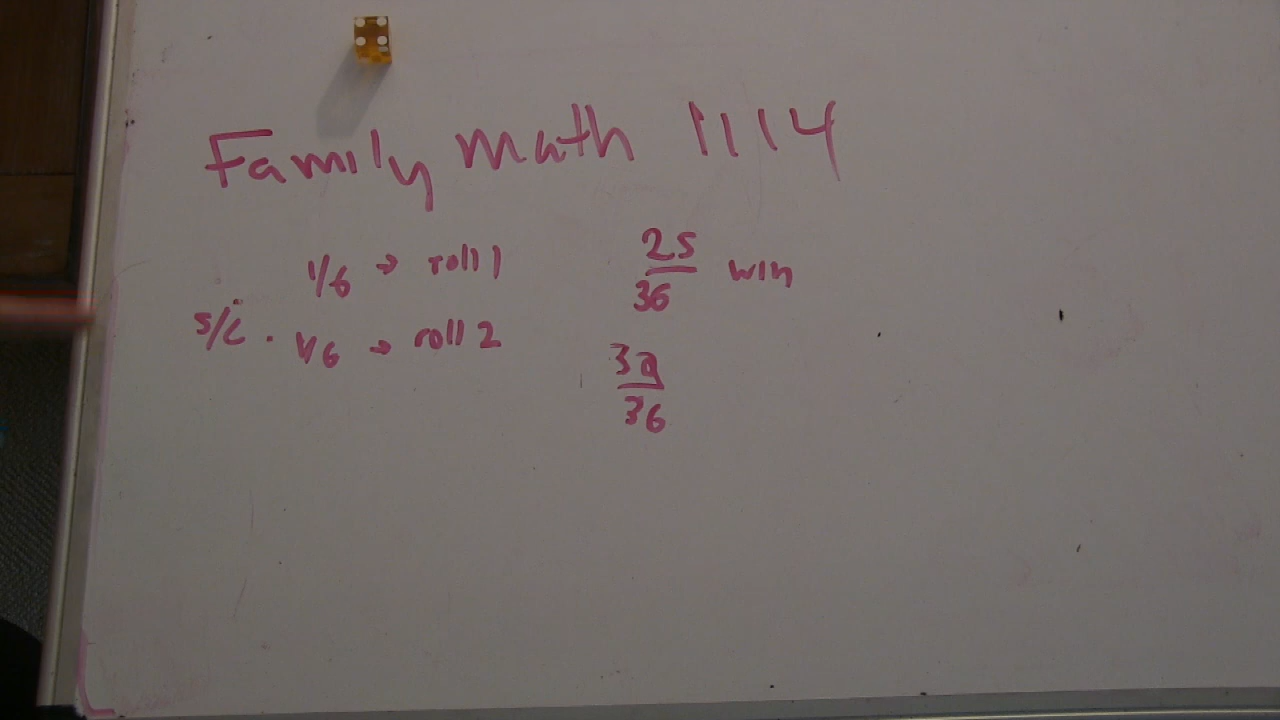 Family Math 1114
1/6 → roll 1
25/36 win
5/6 · 1/6 → roll 2
/36